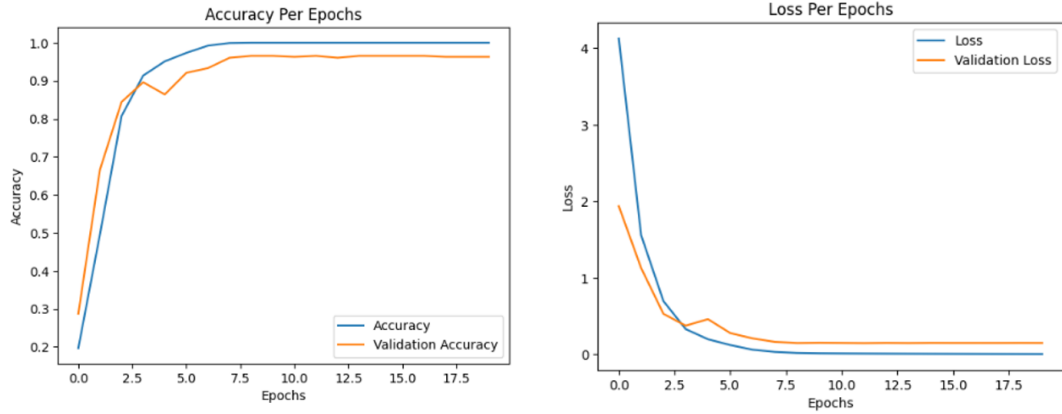 Accuracy Per Epochs
1.0
0.9
0.8
0.7
0.6
0.5
0.4
0.3
0.2
Accuracy
Accuracy
Validation Accuracy
0.0 2.5 5.0 7.5 10.0 12.5 15.0 17.5
Epochs
Loss Per Epochs
4
3
2
1
0
Loss
Loss
Validation Loss
0.0 2.5 5.0 7.5 10.0 12.5 15.0 17.5
Epochs